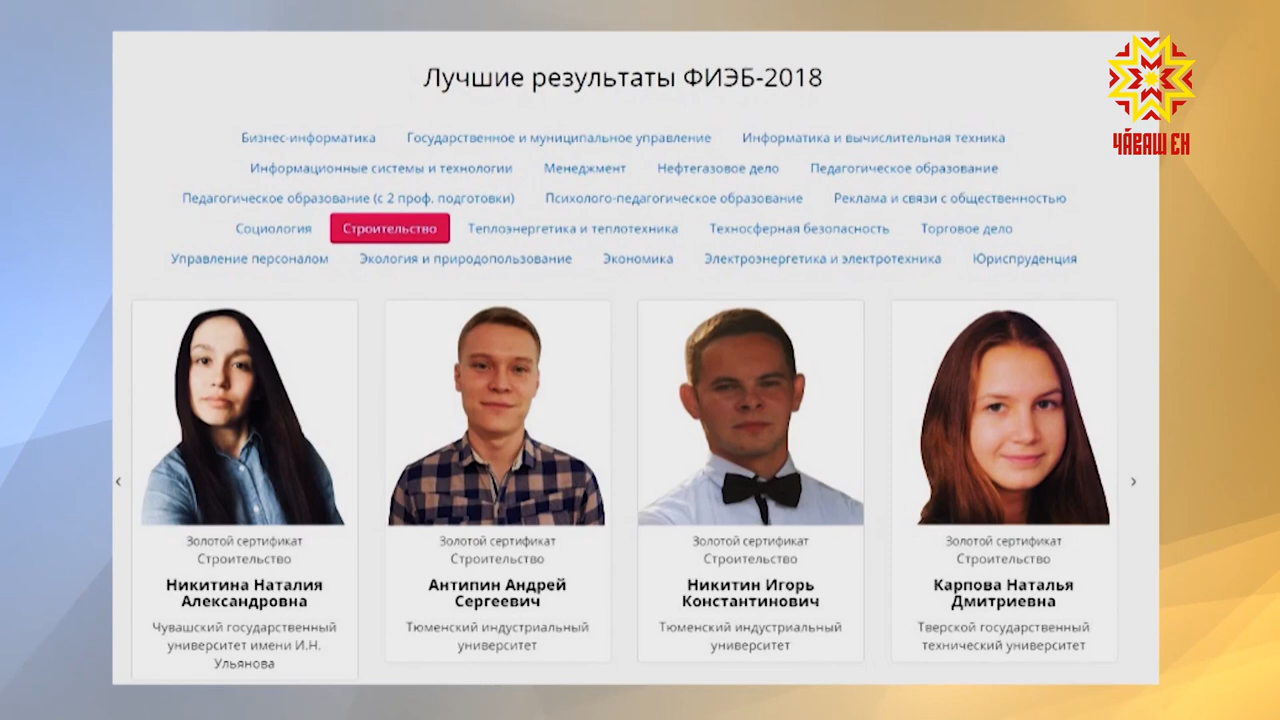 Лучшие результаты ФИЭБ-2018
ЧӐВАШ ЕН
Бизнес-информатика Государственное и муниципальное управление Информатика и вычислительная техника
Информационные системы и технологии Менеджмент Нефтегазовое дело Педагогическое образование
Педагогическое образование (с 2 проф. подготовки) Психолого-педагогическое образование Реклама и связи с общественностью
Социология Строительство Теплоэнергетика и теплотехника Техносферная безопасность Торговое дело
Управление персоналом Экология и природопользование Экономика Электроэнергетика и электротехника Юриспруденция
Золотой сертификат
Строительство
Никитина Наталия
Александровна
Чувашский государственный
университет имени И.Н.
Ульянова
Золотой сертификат
Строительство
Антипин Андрей
Сергеевич
Тюменский индустриальный
университет
Золотой сертификат
Строительство
Никитин Игорь
Константинович
Тюменский индустриальный
университет
Золотой сертификат
Строительство
Карпова Наталья
Дмитриевна
Тверской государственный
технический университет